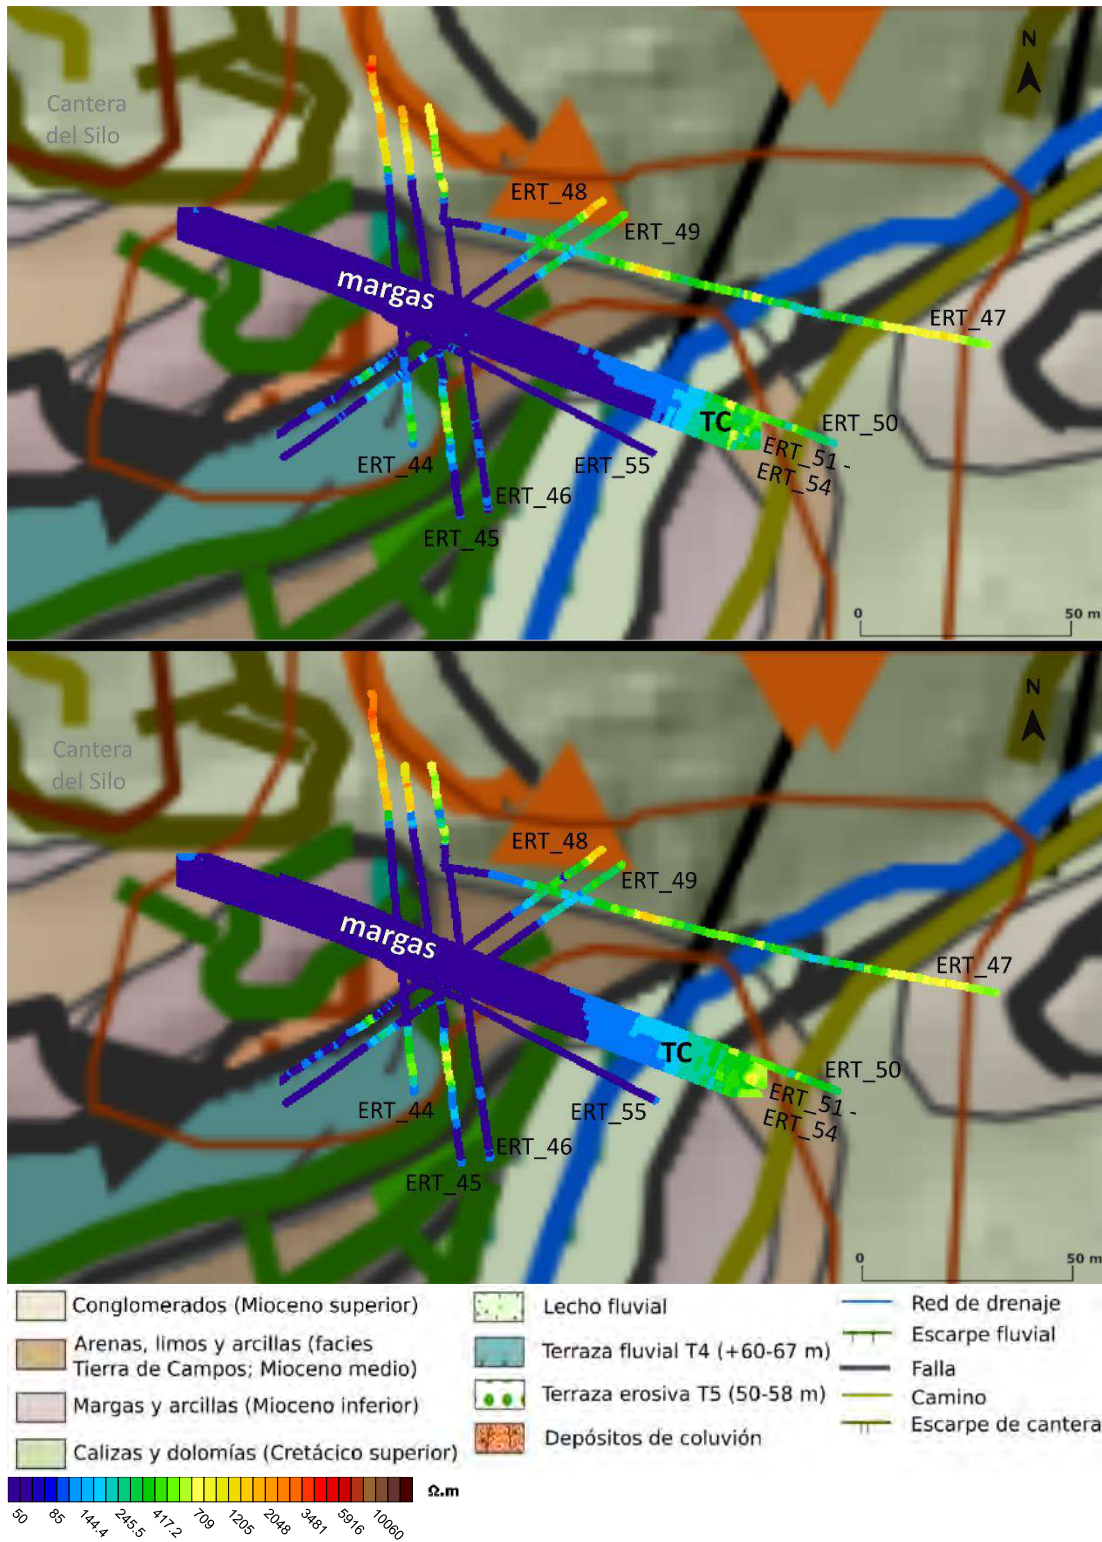 N
Cantera
del Silo
ERT_48
ERT_49
margas
ERT_47
TC
ERT_50
ERT_51 -
ERT_54
ERT_44
ERT_55
ERT_46
ERT_45
0
50 m
N
Cantera
del Silo
ERT_48
ERT_49
margas
ERT_47
TC
ERT_50
ERT_51 -
ERT_54
ERT_44
ERT_55
ERT_46
ERT_45
0
50 m
Conglomerados (Mioceno superior)
Arenas, limos y arcillas (facies
Tierra de Campos; Mioceno medio)
Margas y arcillas (Mioceno inferior)
Calizas y dolomías (Cretácico superior)
Lecho fluvial
Terraza fluvial T4 (+60-67 m)
Terraza erosiva T5 (50-58 m)
Depósitos de coluvión
Red de drenaje
Escarpe fluvial
Falla
Camino
Escarpe de cantera
Ω.m
50 85 144.4 245.5 417.2 709 1205 2048 3481 5916 10060